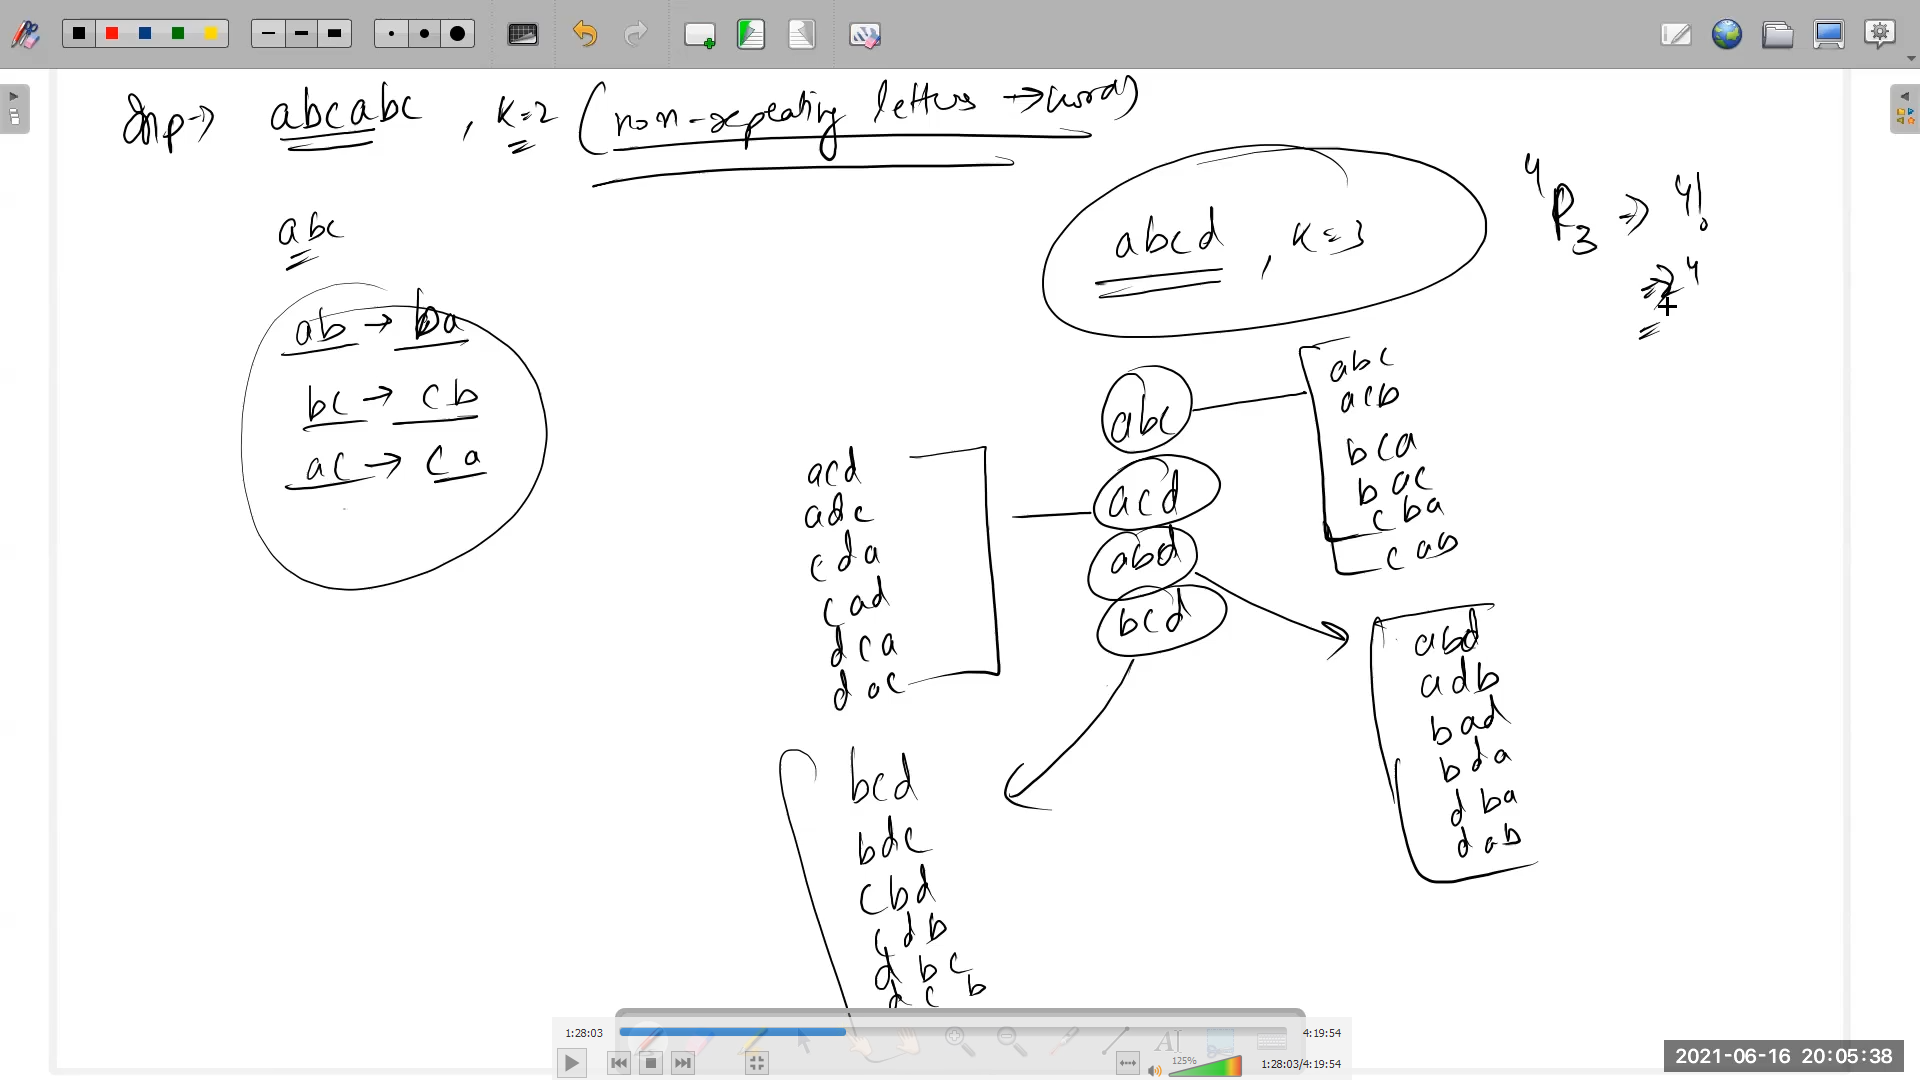 Inp → abcabc , K=2 (non-repeating letters → words)
abc
ab → ba
bc → cb
ac → ca
abcd , K=3
4P3 ⇒ 4!
⇒ 24
abc
acd
abd
bcd
abc
acb
bca
bac
cba
cab
acd
adc
cda
cad
dca
dac
abd
adb
bad
bda
dba
dab
bcd
bdc
cbd
cdb
dbc
dcb
1:28:03
4:19:54
125%
1:28:03/4:19:54
2021-06-16 20:05:38